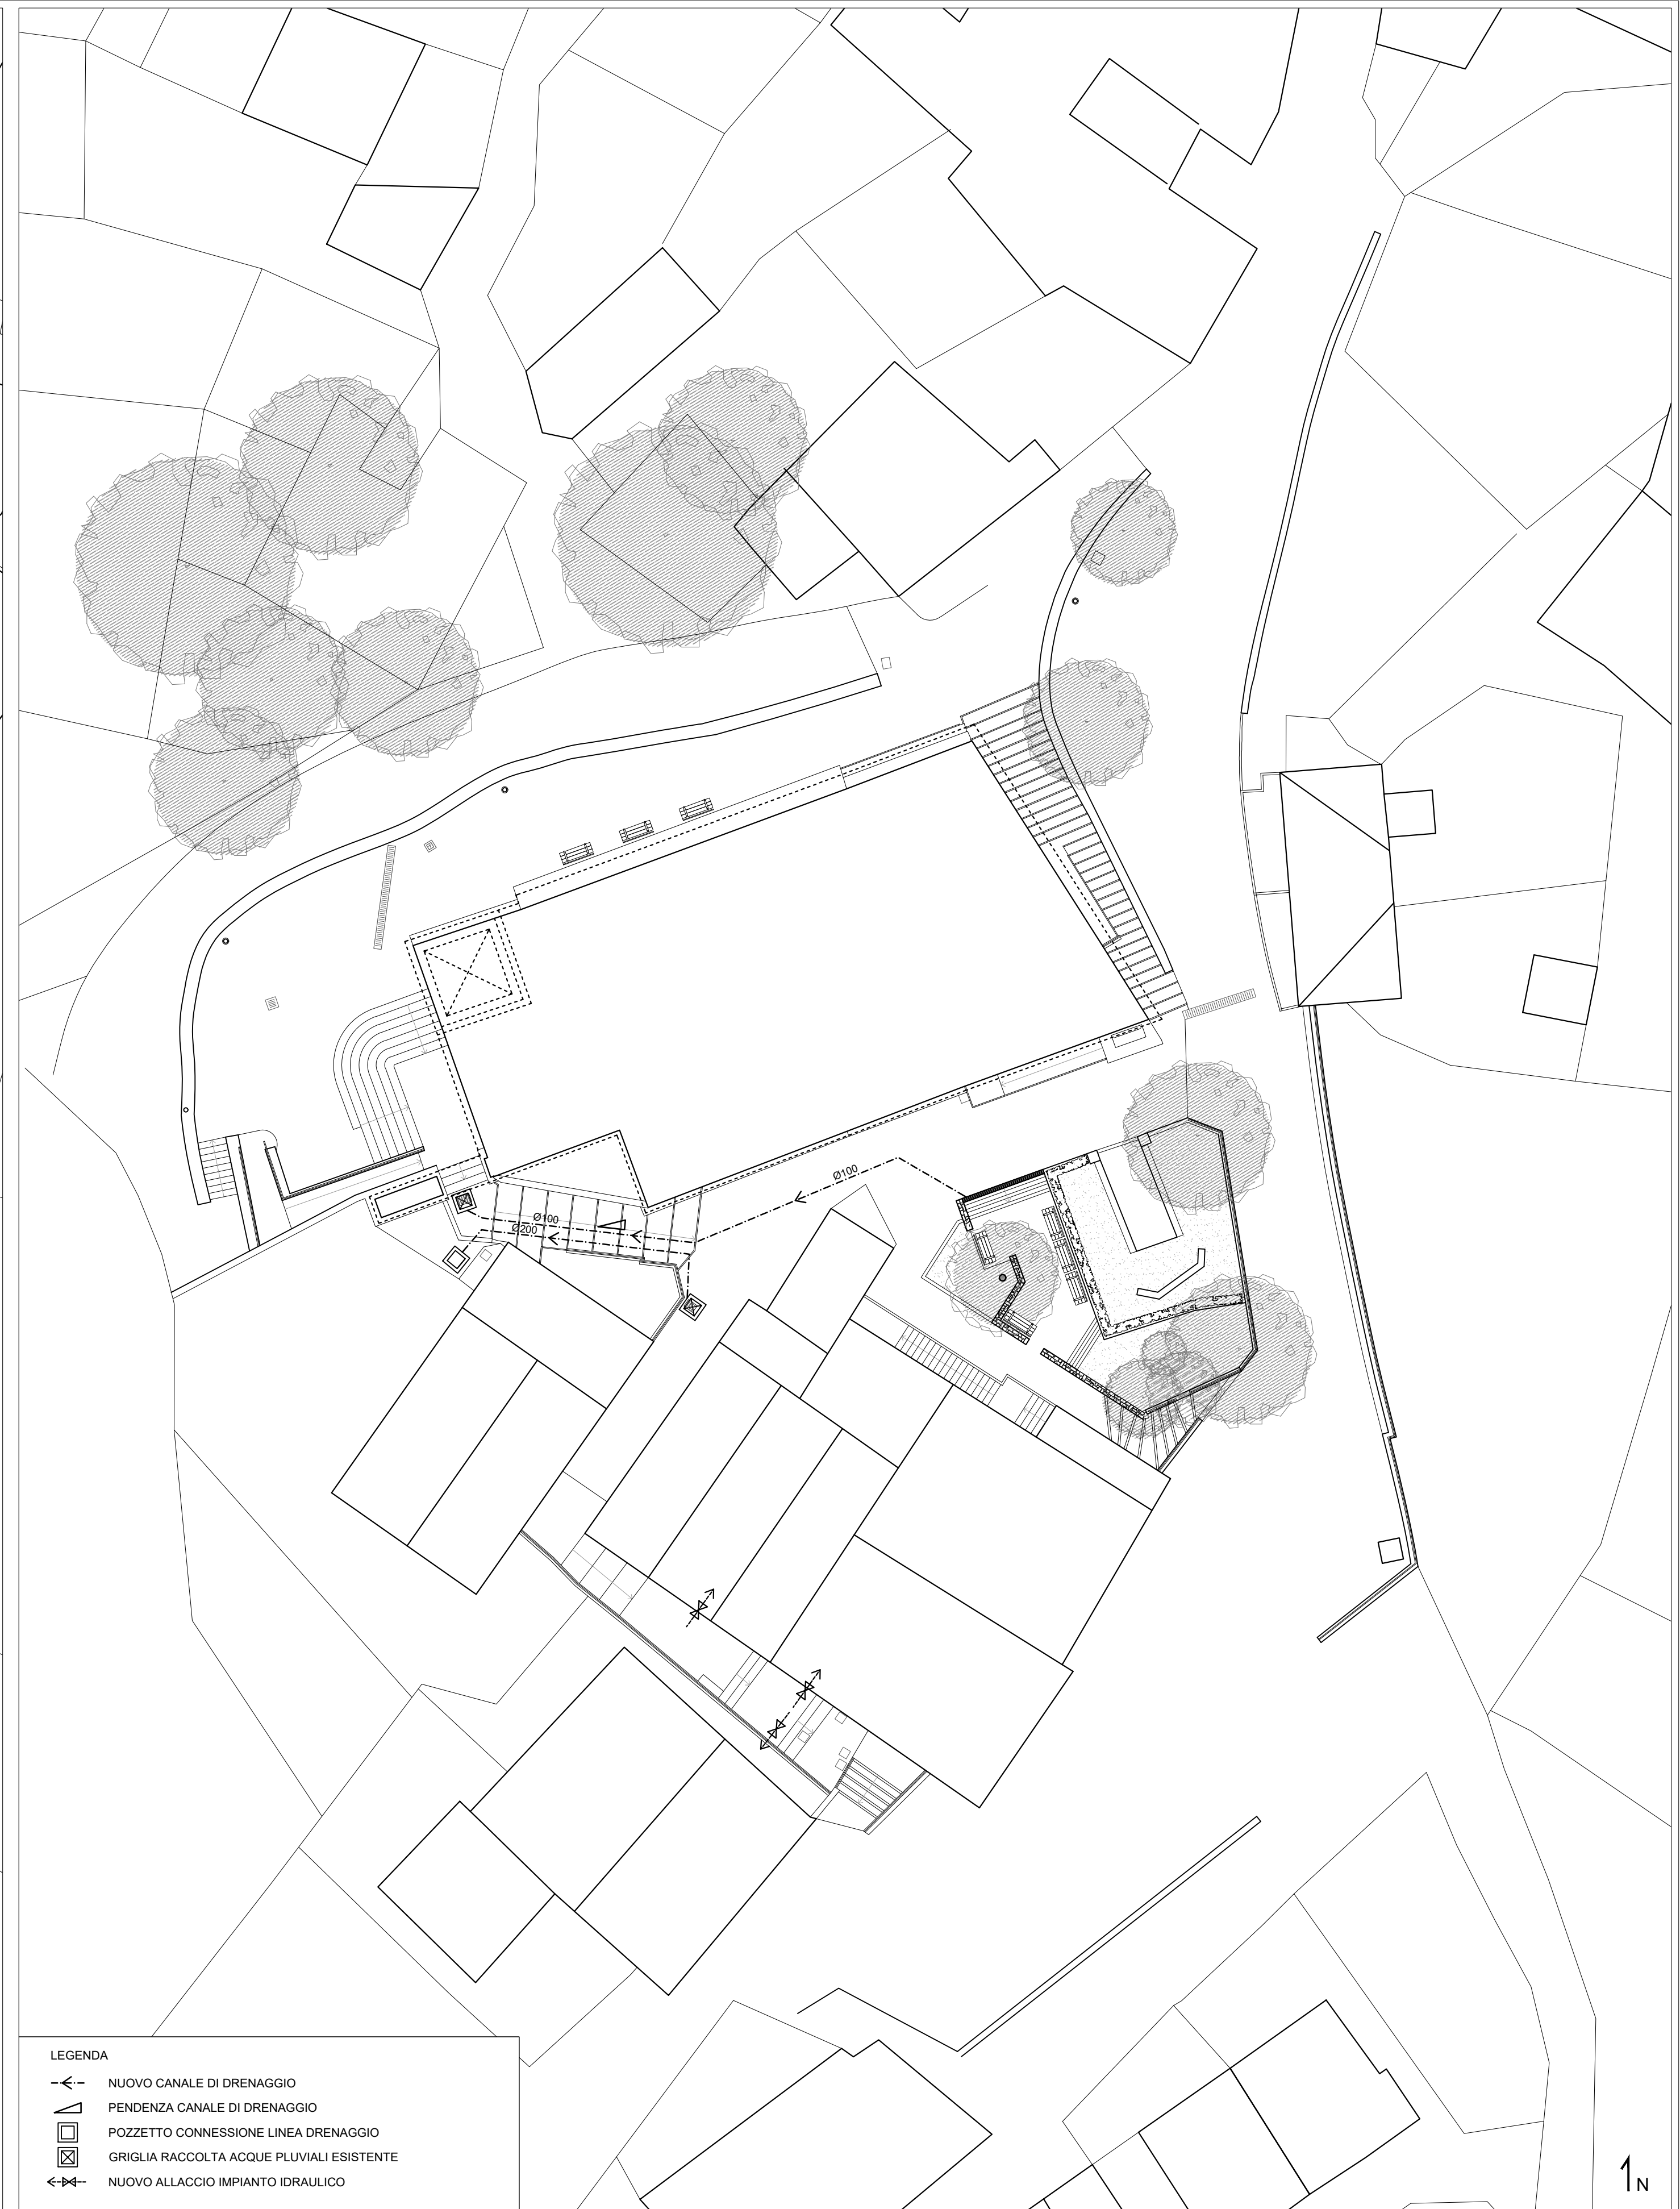 Ø100
Ø100
Ø200
LEGENDA
NUOVO CANALE DI DRENAGGIO
PENDENZA CANALE DI DRENAGGIO
POZZETTO CONNESSIONE LINEA DRENAGGIO
GRIGLIA RACCOLTA ACQUE PLUVIALI ESISTENTE
NUOVO ALLACCIO IMPIANTO IDRAULICO
N